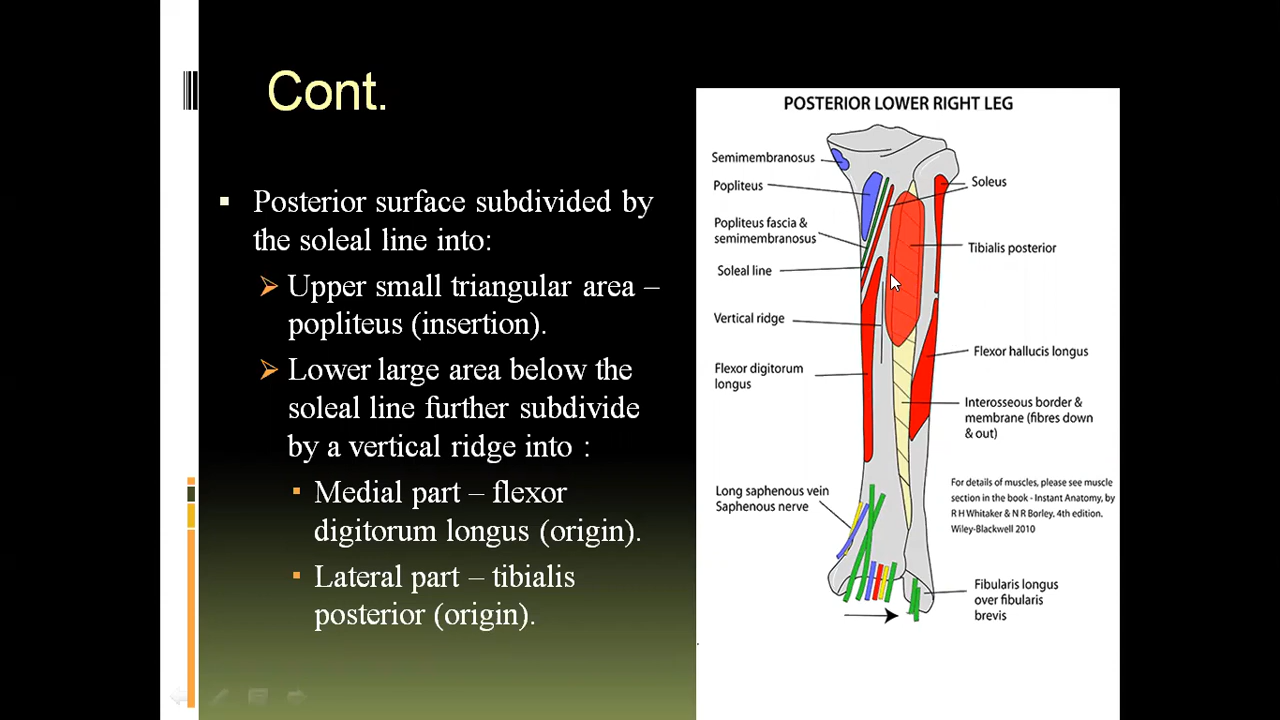 Cont.
Posterior surface subdivided by
the soleal line into:
Upper small triangular area –
popliteus (insertion).
Lower large area below the
soleal line further subdivide
by a vertical ridge into :
Medial part – flexor
digitorum longus (origin).
Lateral part – tibialis
posterior (origin).
POSTERIOR LOWER RIGHT LEG
Semimembranosus
Popliteus
Popliteus fascia &
semimembranosus
Soleal line
Vertical ridge
Flexor digitorum
longus
Long saphenous vein
Saphenous nerve
Soleus
Tibialis posterior
Flexor hallucis longus
Interosseous border &
membrane (fibres down
& out)
For details of muscles, please see muscle
section in the book - Instant Anatomy, by
R H Whitaker & N R Borley. 4th edition.
Wiley-Blackwell 2010
Fibularis longus
over fibularis
brevis